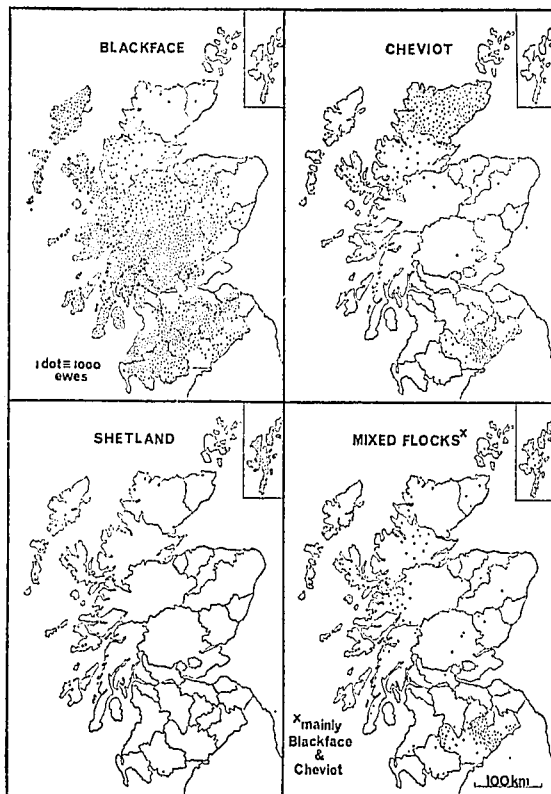 BLACKFACE
1 dot ≡ 1000
ewes
CHEVIOT
SHETLAND
MIXED FLOCKSˣ
ˣmainly
Blackface
&
Cheviot
100km